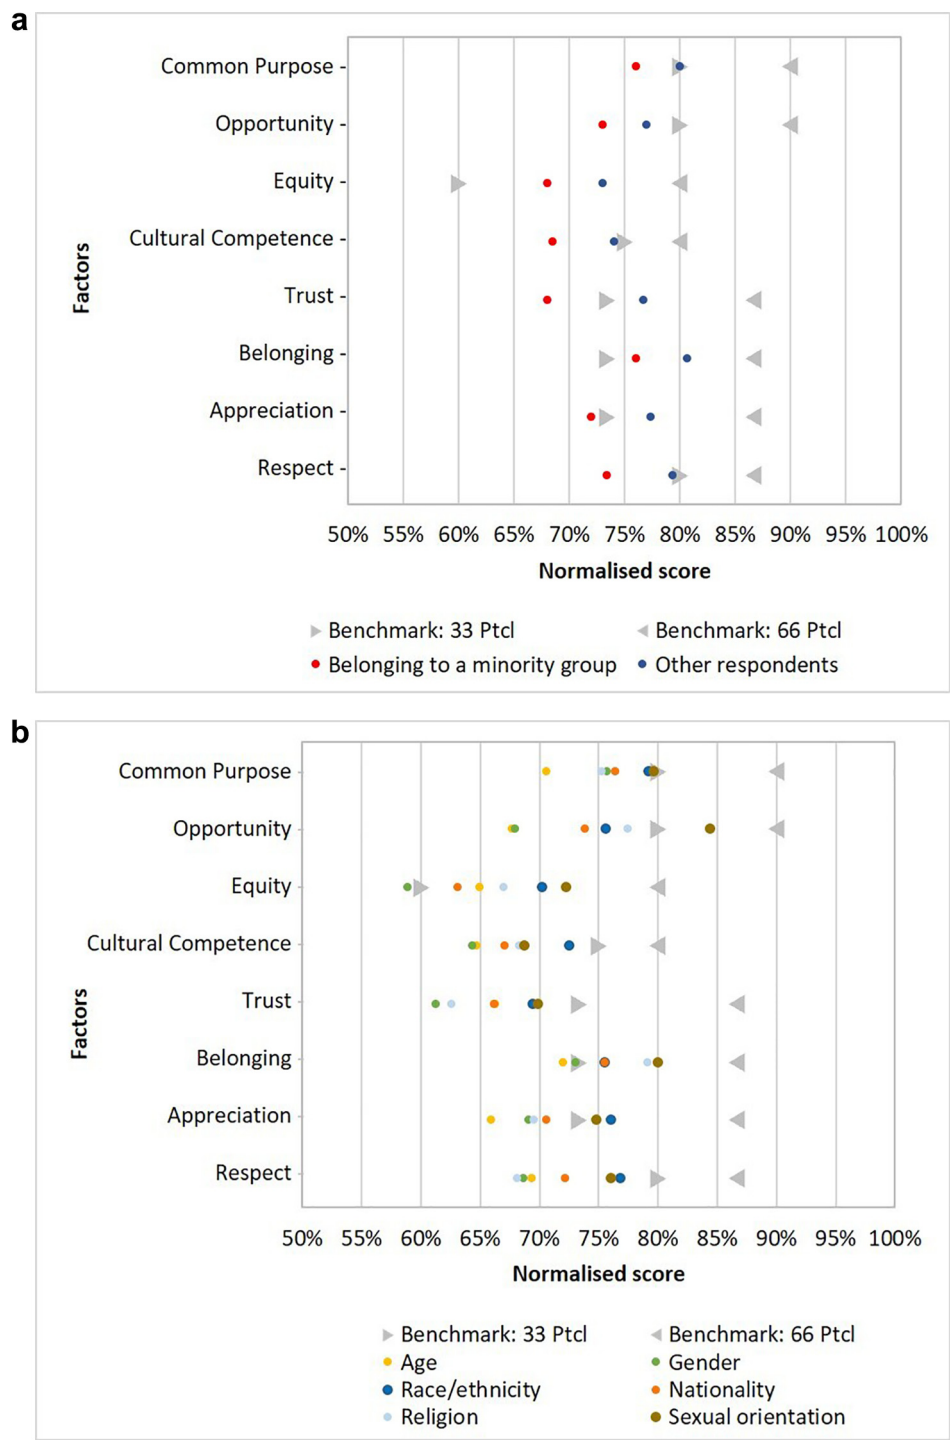 a
Common Purpose
Opportunity
Equity
Cultural Competence
Trust
Belonging
Appreciation
Respect
Factors
50% 55% 60% 65% 70% 75% 80% 85% 90% 95% 100%
Normalised score
Benchmark: 33 Ptcl Benchmark: 66 Ptcl
Belonging to a minority group Other respondents
b
Common Purpose
Opportunity
Equity
Cultural Competence
Trust
Belonging
Appreciation
Respect
Factors
50% 55% 60% 65% 70% 75% 80% 85% 90% 95% 100%
Normalised score
Benchmark: 33 Ptcl Benchmark: 66 Ptcl
Age Gender
Race/ethnicity Nationality
Religion Sexual orientation